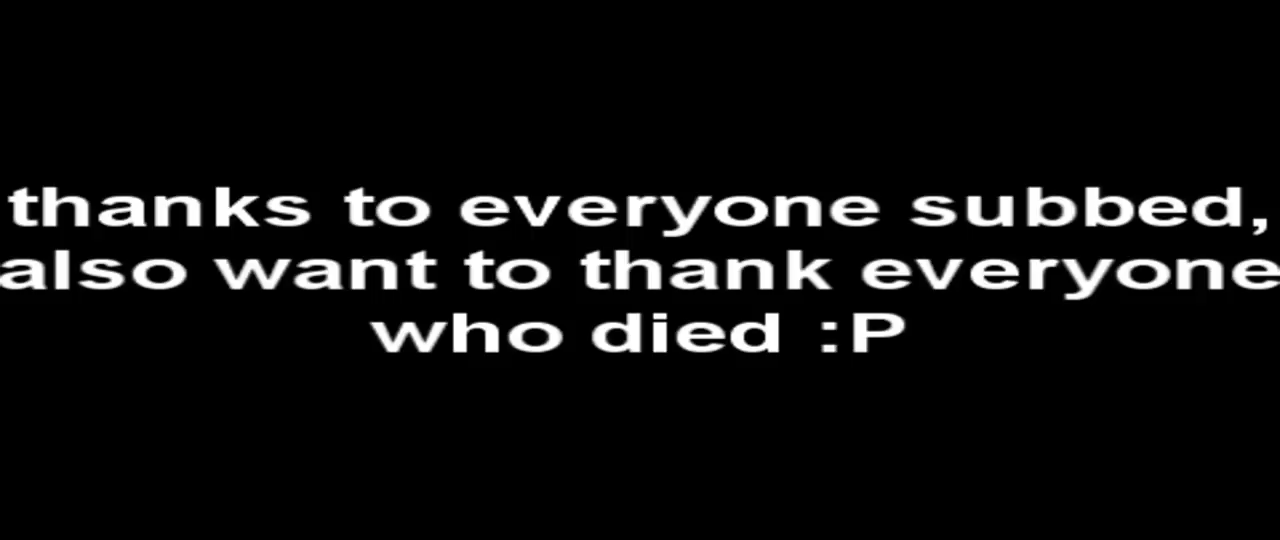 thanks to everyone subbed,
also want to thank everyone
who died :P